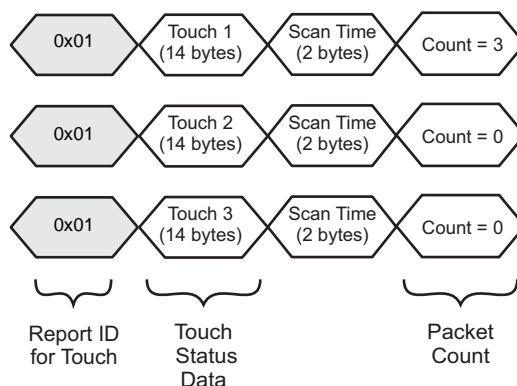 0x01
Touch 1
(14 bytes)
Scan Time
(2 bytes)
Count = 3
0x01
Touch 2
(14 bytes)
Scan Time
(2 bytes)
Count = 0
0x01
Touch 3
(14 bytes)
Scan Time
(2 bytes)
Count = 0
Report ID
for Touch
Touch
Status
Data
Packet
Count